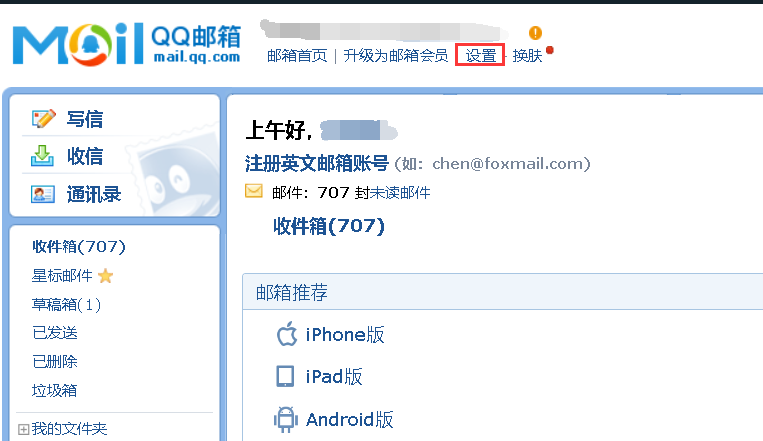 Mail QQ邮箱
mail.qq.com
邮箱首页 | 升级为邮箱会员 设置 - 换肤
写信
收信
通讯录
收件箱(707)
星标邮件
草稿箱(1)
已发送
已删除
垃圾箱
我的文件夹
上午好,
注册英文邮箱账号 (如: chen@foxmail.com)
邮件: 707 封未读邮件
收件箱(707)
邮箱推荐
iPhone版
iPad版
Android版